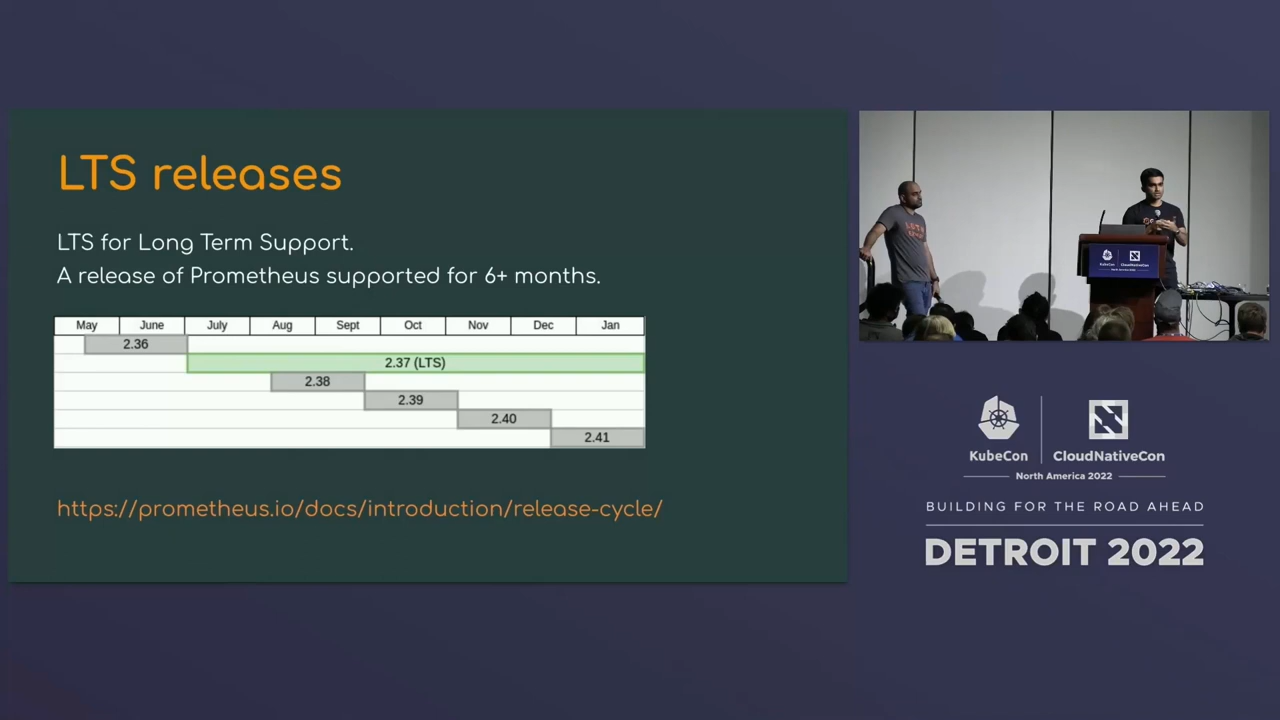 LTS releases
LTS for Long Term Support.
A release of Prometheus supported for 6+ months.
May June July Aug Sept Oct Nov Dec Jan
2.36
2.37 (LTS)
2.38
2.39
2.40
2.41
https://prometheus.io/docs/introduction/release-cycle/
KubeCon CloudNativeCon
KubeCon CloudNativeCon
North America 2022
BUILDING FOR THE ROAD AHEAD
DETROIT 2022